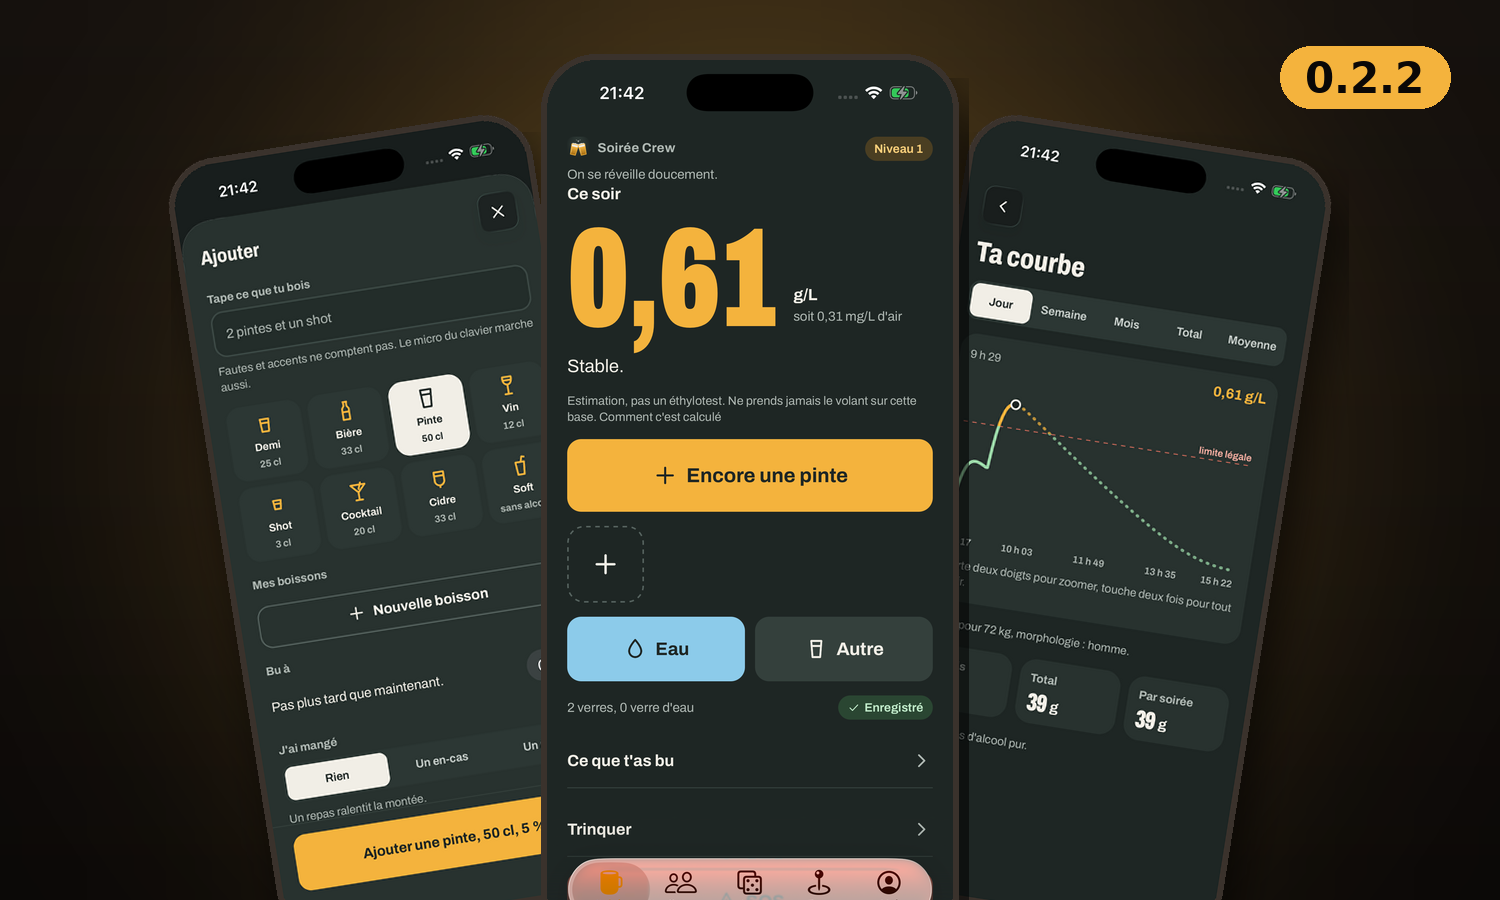 0.2.2
21:42
Ajouter
Tape ce que tu bois
2 pintes et un shot
Fautes et accents ne comptent pas. Le micro du clavier marche
aussi.
Demi
25 cl
Bière
33 cl
Pinte
50 cl
Vin
12 cl
Shot
3 cl
Cocktail
20 cl
Cidre
33 cl
Soft
sans alco
Mes boissons
+ Nouvelle boisson
Bu à
Pas plus tard que maintenant.
J'ai mangé
Rien
Un en-cas
Un
Un repas ralentit la montée.
Ajouter une pinte, 50 cl, 5 %
21:42
Soirée Crew
Niveau 1
On se réveille doucement.
Ce soir
0,61
g/L
soit 0,31 mg/L d'air
Stable.
Estimation, pas un éthylotest. Ne prends jamais le volant sur cette
base. Comment c'est calculé
+ Encore une pinte
+
Eau
Autre
2 verres, 0 verre d'eau
Enregistré
Ce que t'as bu
Trinquer
21:42
Ta courbe
Jour
Semaine
Mois
Total
Moyenne
9 h 29
0,61 g/L
limite légale
17
10 h 03
11 h 49
13 h 35
15 h 22
deux doigts pour zoomer, touche deux fois pour tout
pour 72 kg, morphologie : homme.
s
Total
39 g
Par soirée
39 g
s d'alcool pur.